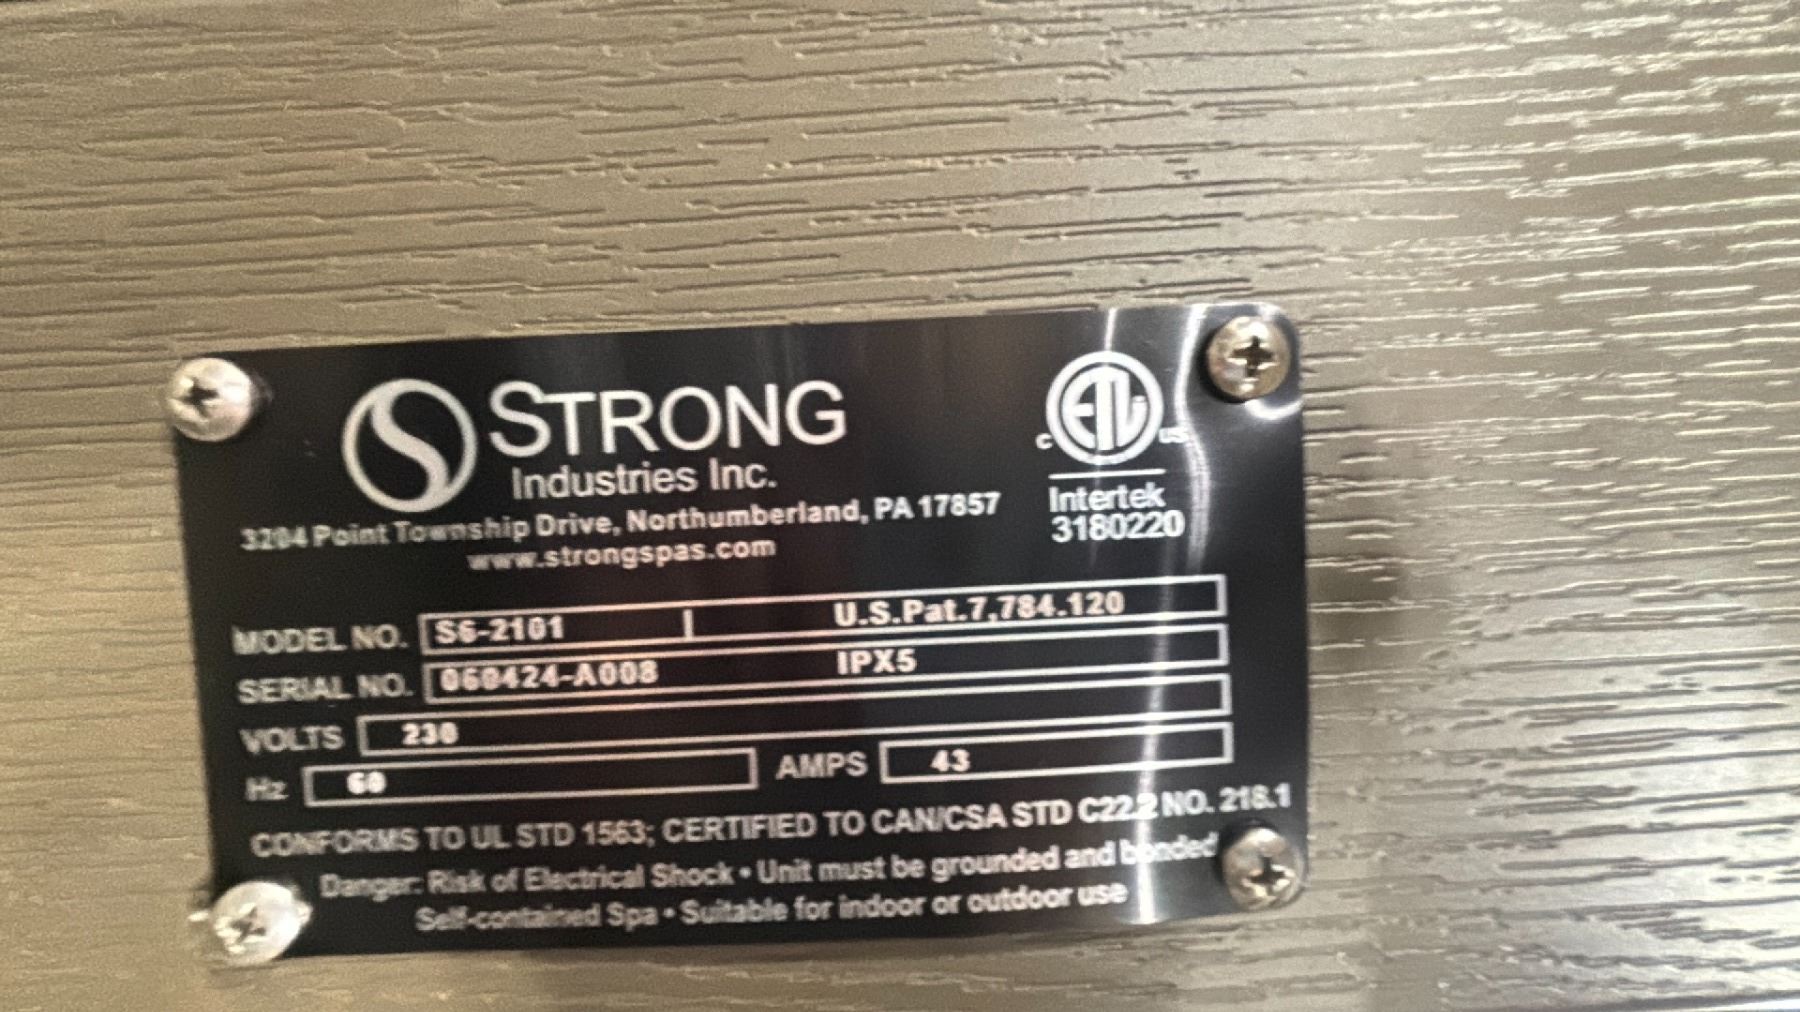 STRONG
Industries Inc.
3204 Point Township Drive, Northumberland, PA 17857
www.strongspas.com
ETL
C US
Intertek
3180220
MODEL NO. S6-2101 U.S.Pat.7,784.120
SERIAL NO. 060424-A008 IPX5
VOLTS 230
Hz 60 AMPS 43
CONFORMS TO UL STD 1563; CERTIFIED TO CAN/CSA STD C22.2 NO. 218.1
Danger: Risk of Electrical Shock • Unit must be grounded and bonded
Self-contained Spa • Suitable for indoor or outdoor use